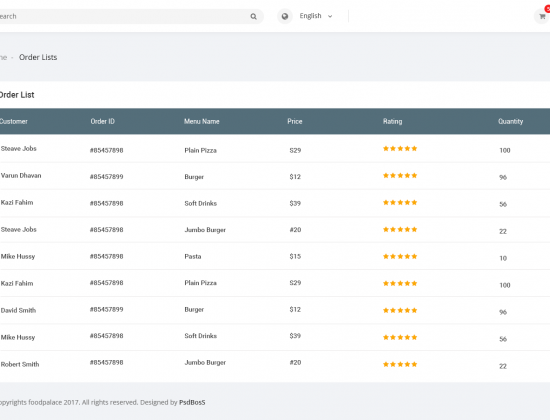 earch English
me - Order Lists
Order List
Customer Order ID Menu Name Price Rating Quantity
Steave Jobs #85457898 Plain Pizza S29 100
Varun Dhavan #85457899 Burger $12 96
Kazi Fahim #85457898 Soft Drinks $39 56
Steave Jobs #85457898 Jumbo Burger #20 22
Mike Hussy #85457898 Pasta $15 10
Kazi Fahim #85457898 Plain Pizza S29 100
David Smith #85457899 Burger $12 96
Mike Hussy #85457898 Soft Drinks $39 56
Robert Smith #85457898 Jumbo Burger #20 22
opyrights foodpalace 2017. All rights reserved. Designed by PsdBosS